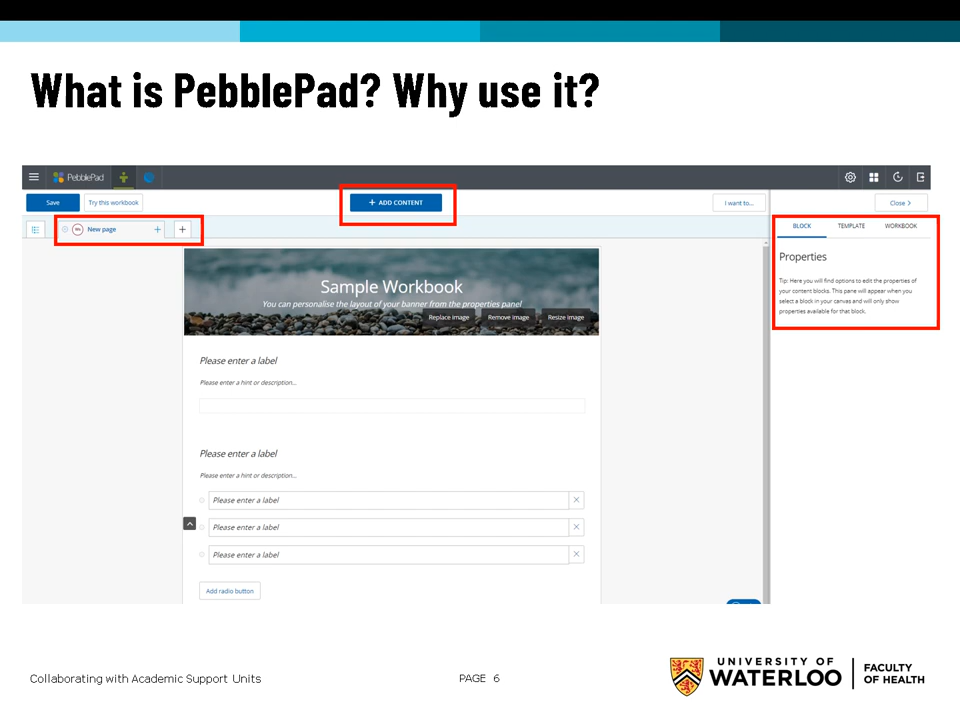 What is PebblePad? Why use it?
PebblePad
Save
Try this workbook
+ ADD CONTENT
I want to...
Close >
New page
+
+
BLOCK
TEMPLATE
WORKBOOK
Properties
Tip: Here you will find options to edit the properties of
your content blocks. This pane will appear when you
select a block in your canvas and will only show
properties available for that block.
Sample Workbook
You can personalise the layout of your banner from the properties panel
Replace image
Remove image
Resize image
Please enter a label
Please enter a hint or description...
Please enter a label
Please enter a hint or description...
Please enter a label
Please enter a label
Please enter a label
Add radio button
Collaborating with Academic Support Units
PAGE 6
UNIVERSITY OF
WATERLOO
FACULTY
OF HEALTH